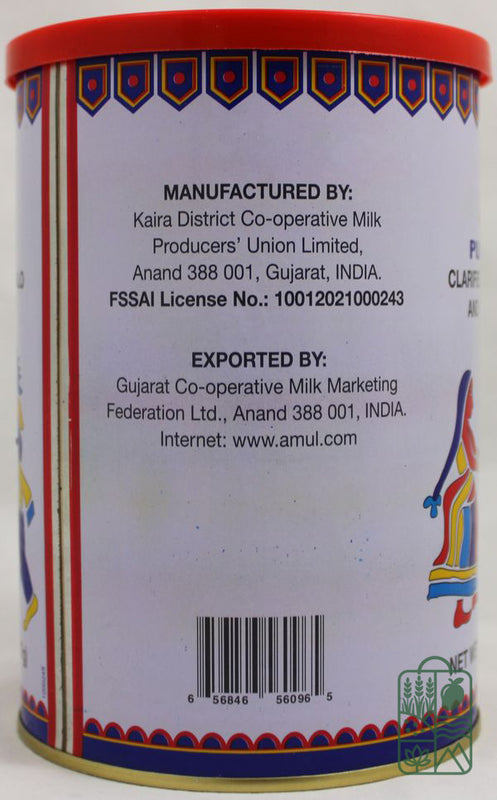 MANUFACTURED BY:
Kaira District Co-operative Milk
Producers' Union Limited,
Anand 388 001, Gujarat, INDIA.
FSSAI License No.: 10012021000243
EXPORTED BY:
Gujarat Co-operative Milk Marketing
Federation Ltd., Anand 388 001, INDIA.
Internet: www.amul.com
6 56846 56096 5
NET